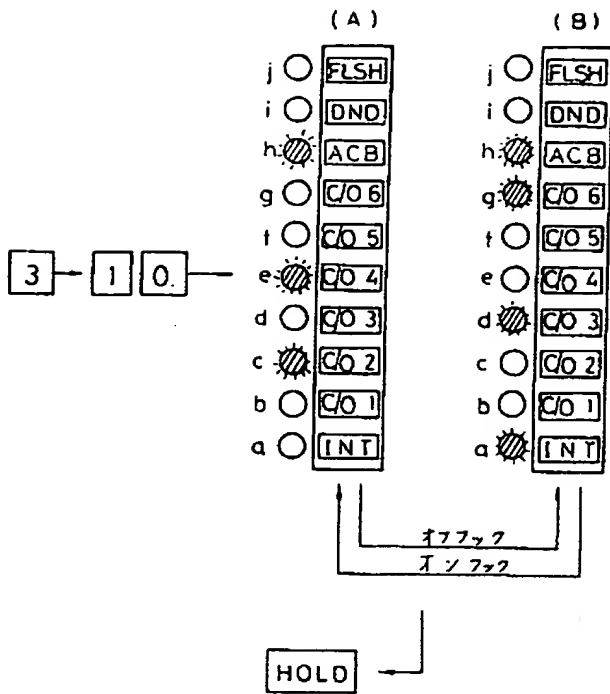 (A) (B)
j FLSH j FLSH
i DND i DND
h ACB h ACB
g C/O 6 g C/O 6
f C/O 5 f C/O 5
3 1 0 e C/O 4 e C/O 4
d C/O 3 d C/O 3
c C/O 2 c C/O 2
b C/O 1 b C/O 1
a INT a INT
オフフック
オンフック
HOLD